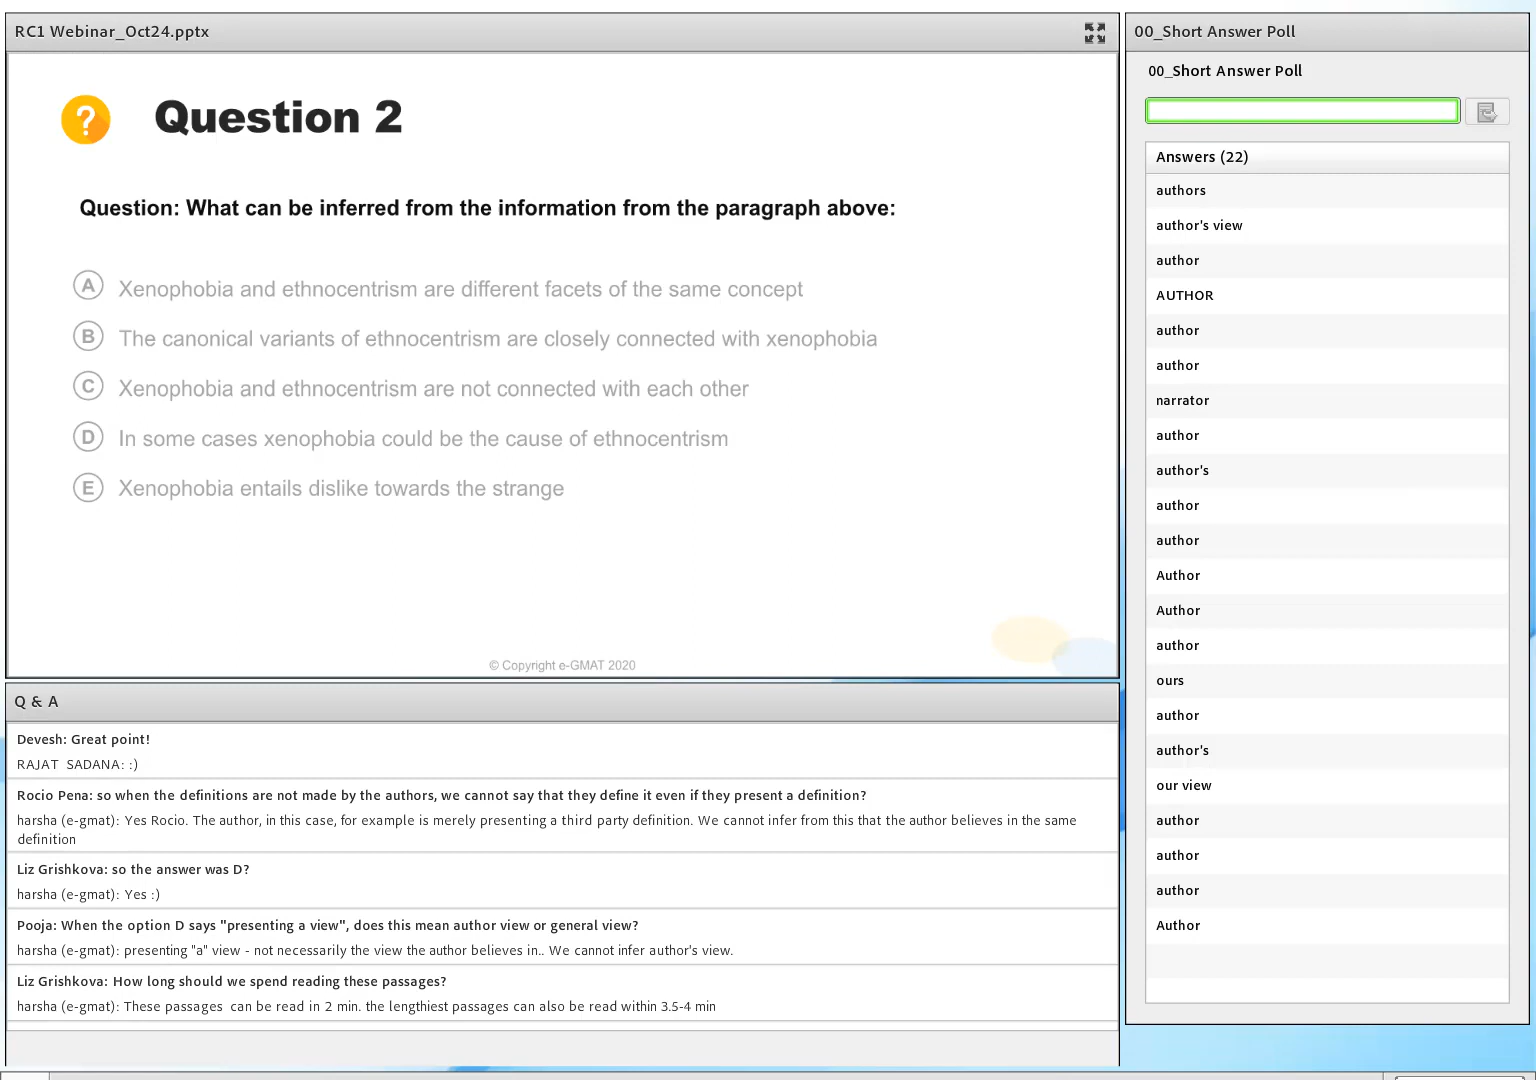 RC1 Webinar_Oct24.pptx
?
Question 2
Question: What can be inferred from the information from the paragraph above:
A Xenophobia and ethnocentrism are different facets of the same concept
B The canonical variants of ethnocentrism are closely connected with xenophobia
C Xenophobia and ethnocentrism are not connected with each other
D In some cases xenophobia could be the cause of ethnocentrism
E Xenophobia entails dislike towards the strange
© Copyright e-GMAT 2020
Q & A
Devesh: Great point!
RAJAT SADANA: :)
Rocio Pena: so when the definitions are not made by the authors, we cannot say that they define it even if they present a definition?
harsha (e-gmat): Yes Rocio. The author, in this case, for example is merely presenting a third party definition. We cannot infer from this that the author believes in the same
definition
Liz Grishkova: so the answer was D?
harsha (e-gmat): Yes :)
Pooja: When the option D says "presenting a view", does this mean author view or general view?
harsha (e-gmat): presenting "a" view - not necessarily the view the author believes in.. We cannot infer author's view.
Liz Grishkova: How long should we spend reading these passages?
harsha (e-gmat): These passages can be read in 2 min. the lengthiest passages can also be read within 3.5-4 min
00_Short Answer Poll
00_Short Answer Poll
Answers (22)
authors
author's view
author
AUTHOR
author
author
narrator
author
author's
author
author
Author
Author
author
ours
author
author's
our view
author
author
author
Author